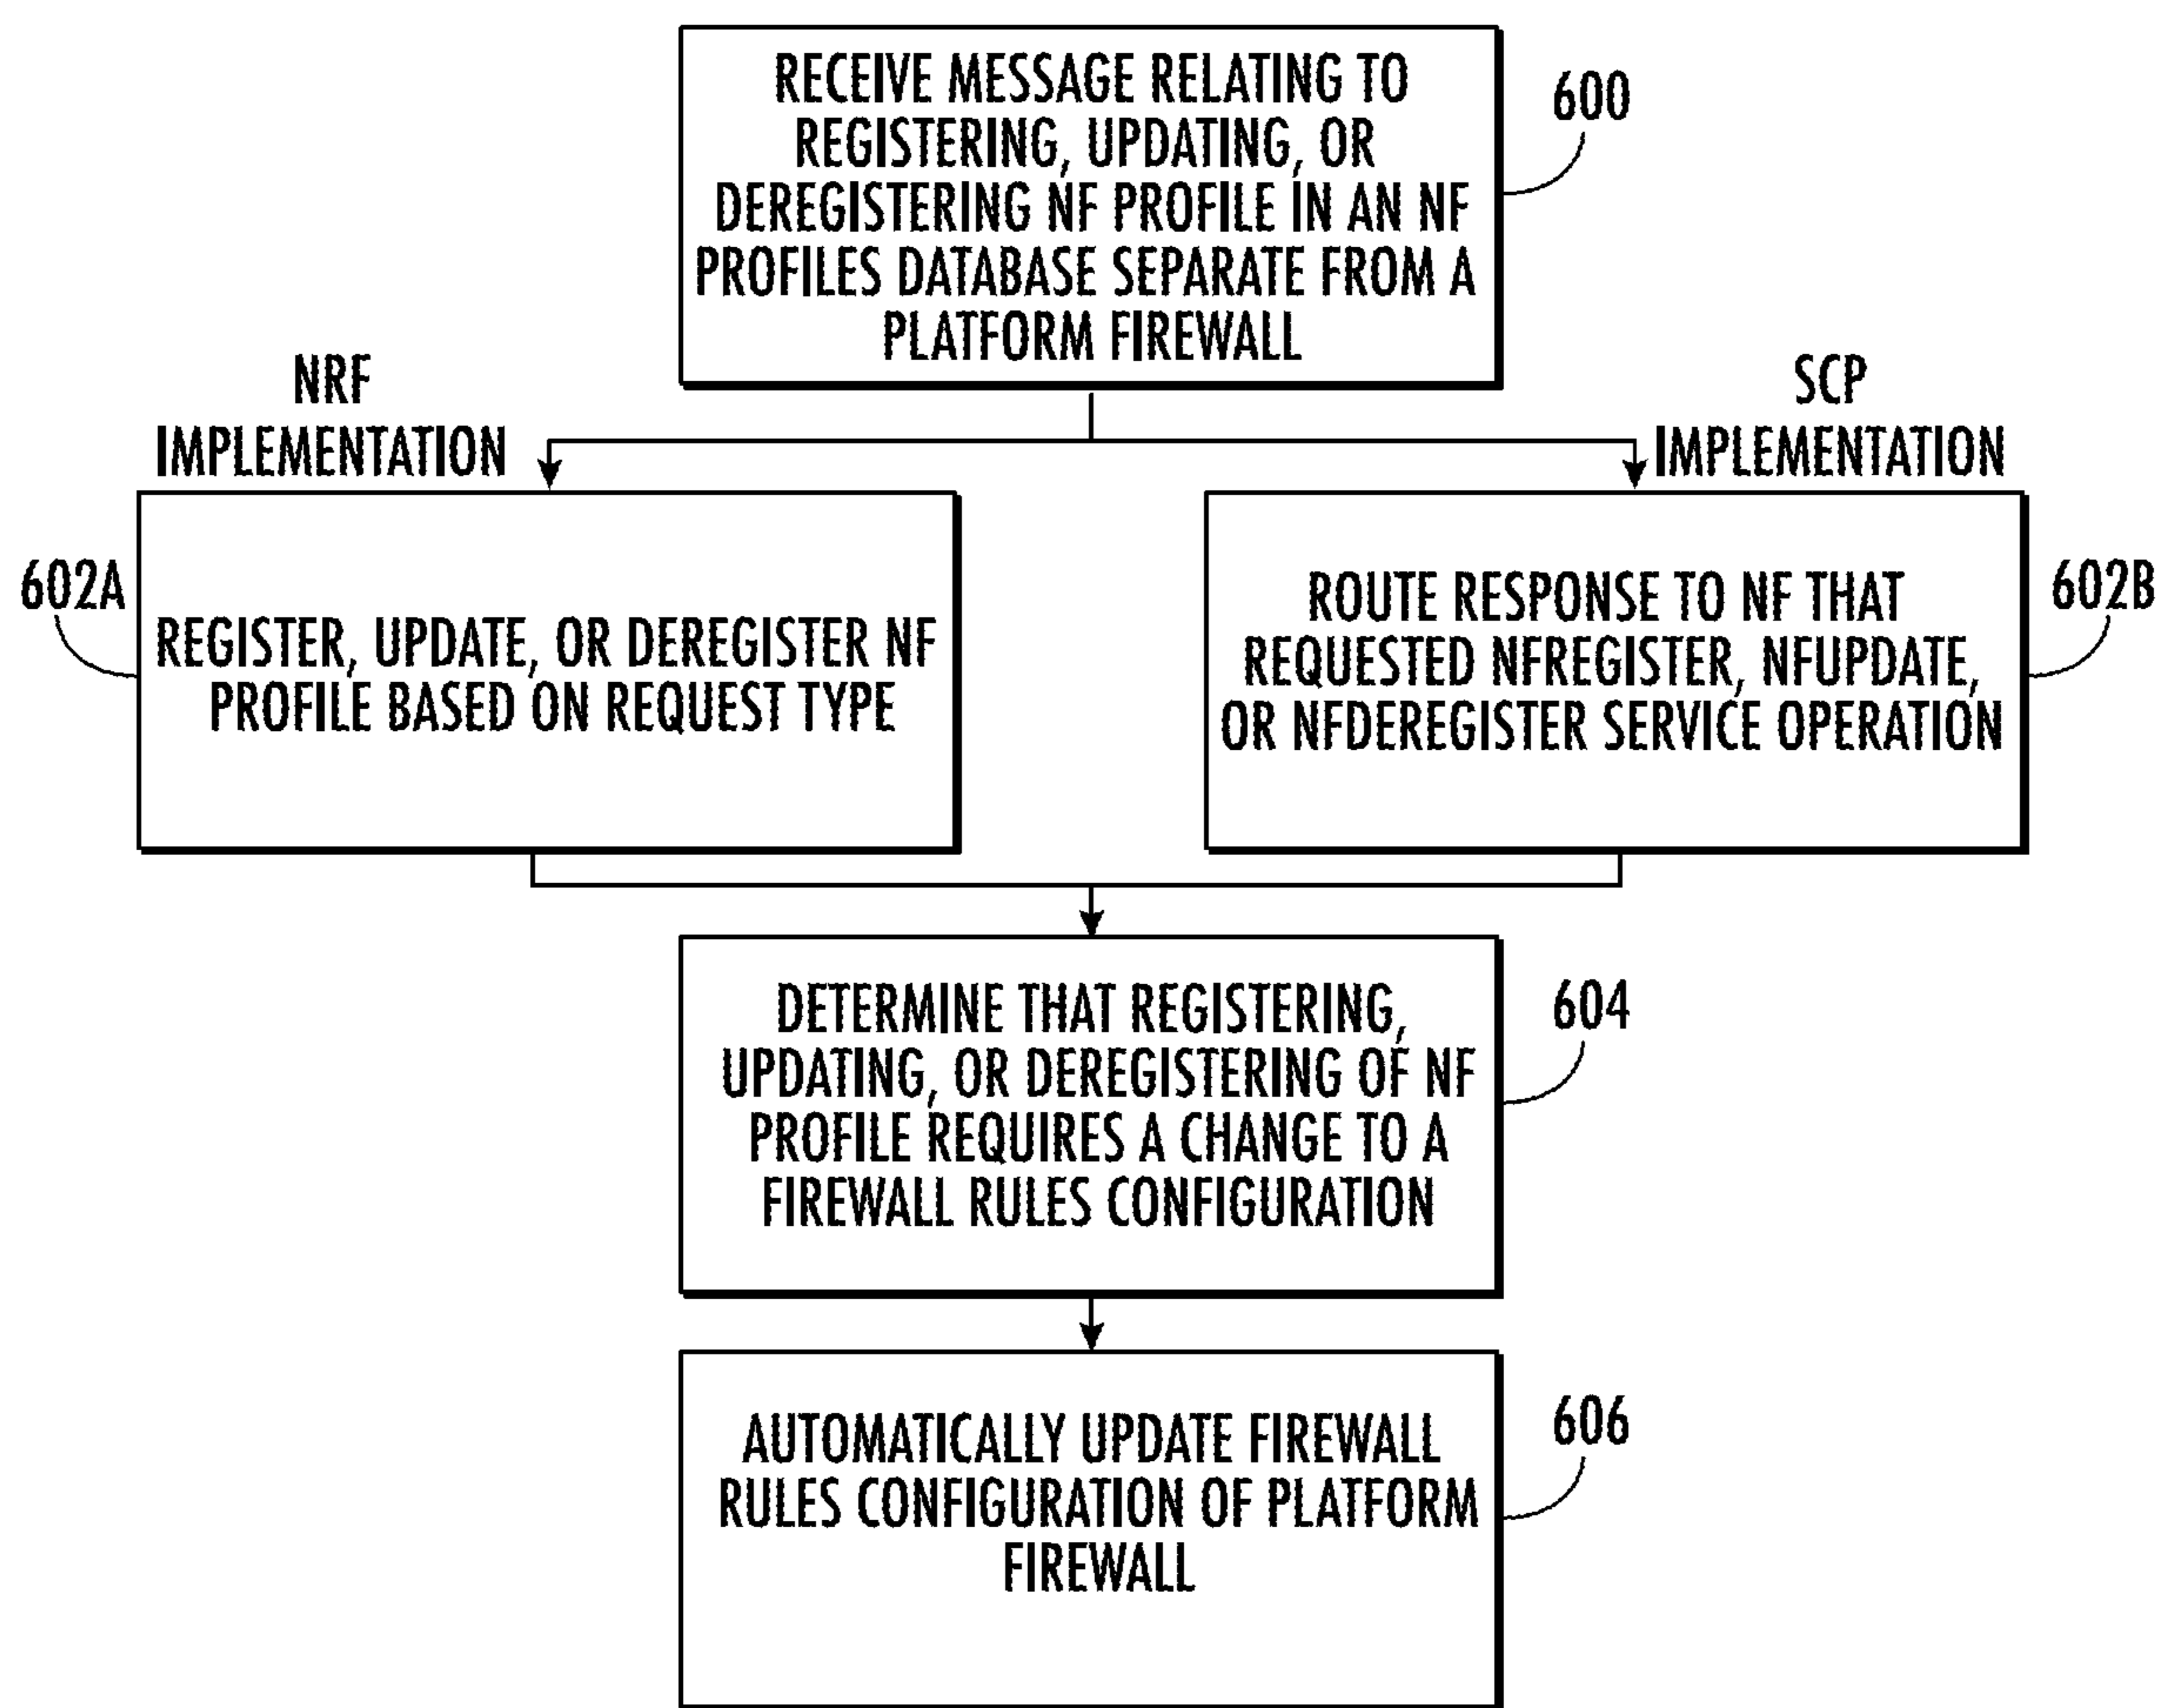 RECEIVE MESSAGE RELATING TO
REGISTERING, UPDATING, OR
DEREGISTERING NF PROFILE IN AN NF
PROFILES DATABASE SEPARATE FROM A
PLATFORM FIREWALL
600
NRF
IMPLEMENTATION
SCP
IMPLEMENTATION
602A
REGISTER, UPDATE, OR DEREGISTER NF
PROFILE BASED ON REQUEST TYPE
ROUTE RESPONSE TO NF THAT
REQUESTED NFREGISTER, NFUPDATE,
OR NFDEREGISTER SERVICE OPERATION
602B
DETERMINE THAT REGISTERING,
UPDATING, OR DEREGISTERING OF NF
PROFILE REQUIRES A CHANGE TO A
FIREWALL RULES CONFIGURATION
604
AUTOMATICALLY UPDATE FIREWALL
RULES CONFIGURATION OF PLATFORM
FIREWALL
606